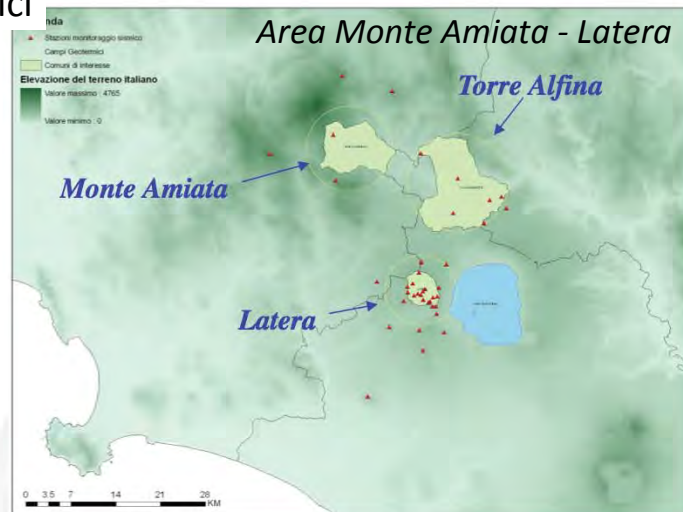 ici
nda
Area Monte Amiata - Latera
Stazioni monitoraggio sismico
Campi Geotermici
Comuni di interesse
Elevazione del terreno italiano
Valore massimo : 4765
Valore minimo : 0
Torre Alfina
Monte Amiata
Latera
0 3.5 7 14 21 28
KM